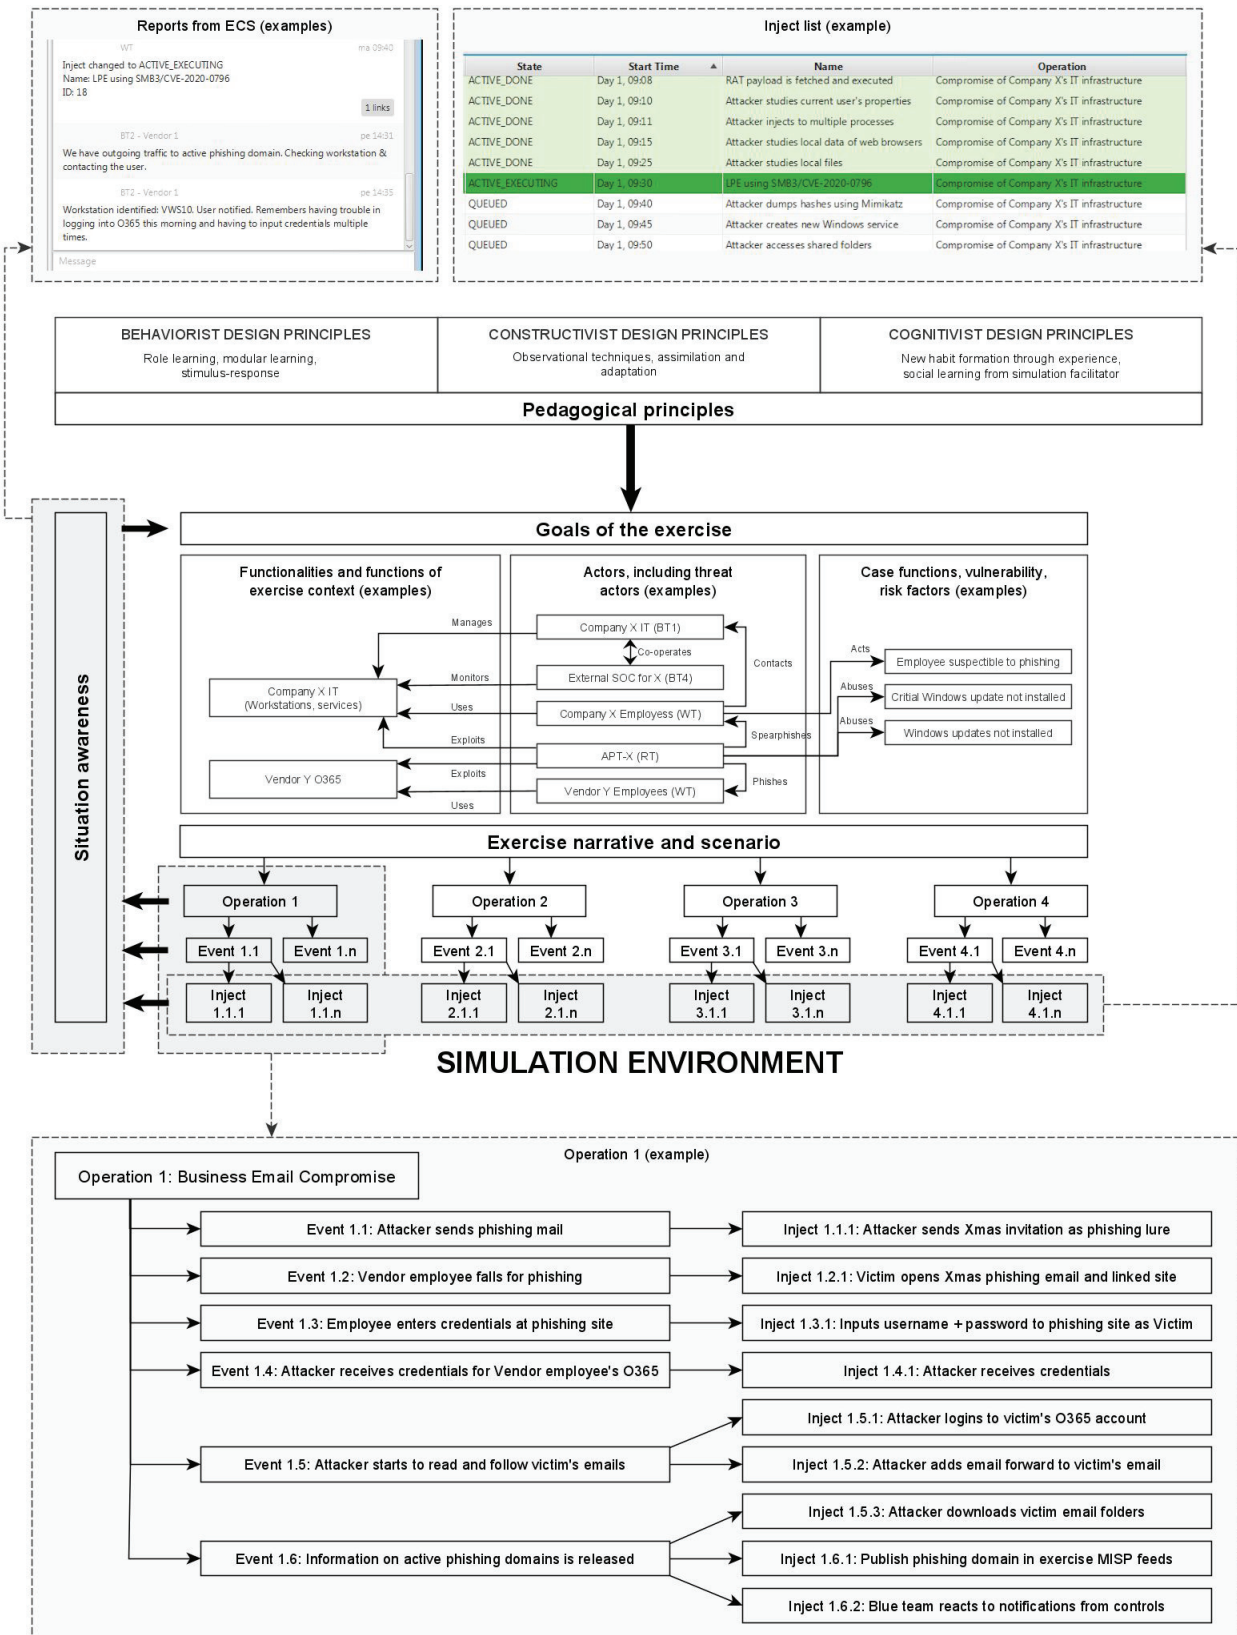 Reports from ECS (examples)
WT ma 09:40
Inject changed to ACTIVE_EXECUTING
Name: LPE using SMB3/CVE-2020-0796
ID: 18
1 links
BT2 - Vendor 1 pe 14:31
We have outgoing traffic to active phishing domain. Checking workstation &
contacting the user.
BT2 - Vendor 1 pe 14:35
Workstation identified: VWS10. User notified. Remembers having trouble in
logging into O365 this morning and having to input credentials multiple
times.
Message
Inject list (example)
State Start Time Name Operation
ACTIVE_DONE Day 1, 09:08 RAT payload is fetched and executed Compromise of Company X's IT infrastructure
ACTIVE_DONE Day 1, 09:10 Attacker studies current user's properties Compromise of Company X's IT infrastructure
ACTIVE_DONE Day 1, 09:11 Attacker injects to multiple processes Compromise of Company X's IT infrastructure
ACTIVE_DONE Day 1, 09:15 Attacker studies local data of web browsers Compromise of Company X's IT infrastructure
ACTIVE_DONE Day 1, 09:25 Attacker studies local files Compromise of Company X's IT infrastructure
ACTIVE_EXECUTING Day 1, 09:30 LPE using SMB3/CVE-2020-0796 Compromise of Company X's IT infrastructure
QUEUED Day 1, 09:40 Attacker dumps hashes using Mimikatz Compromise of Company X's IT infrastructure
QUEUED Day 1, 09:45 Attacker creates new Windows service Compromise of Company X's IT infrastructure
QUEUED Day 1, 09:50 Attacker accesses shared folders Compromise of Company X's IT infrastructure
BEHAVIORIST DESIGN PRINCIPLES
Role learning, modular learning,
stimulus-response
CONSTRUCTIVIST DESIGN PRINCIPLES
Observational techniques, assimilation and
adaptation
COGNITIVIST DESIGN PRINCIPLES
New habit formation through experience,
social learning from simulation facilitator
Pedagogical principles
Situation awareness
Goals of the exercise
Functionalities and functions of
exercise context (examples)
Company X IT
(Workstations, services)
Vendor Y O365
Manages
Monitors
Uses
Exploits
Exploits
Uses
Actors, including threat
actors (examples)
Company X IT (BT1)
Co-operates
External SOC for X (BT4)
Company X Employess (WT)
APT-X (RT)
Vendor Y Employees (WT)
Contacts
Spearphishes
Phishes
Case functions, vulnerability,
risk factors (examples)
Acts
Employee suspectible to phishing
Abuses
Critial Windows update not installed
Abuses
Windows updates not installed
Exercise narrative and scenario
Operation 1 Operation 2 Operation 3 Operation 4
Event 1.1 Event 1.n Event 2.1 Event 2.n Event 3.1 Event 3.n Event 4.1 Event 4.n
Inject Inject Inject Inject Inject Inject Inject Inject
1.1.1 1.1.n 2.1.1 2.1.n 3.1.1 3.1.n 4.1.1 4.1.n
SIMULATION ENVIRONMENT
Operation 1 (example)
Operation 1: Business Email Compromise
Event 1.1: Attacker sends phishing mail
Inject 1.1.1: Attacker sends Xmas invitation as phishing lure
Event 1.2: Vendor employee falls for phishing
Inject 1.2.1: Victim opens Xmas phishing email and linked site
Event 1.3: Employee enters credentials at phishing site
Inject 1.3.1: Inputs username + password to phishing site as Victim
Event 1.4: Attacker receives credentials for Vendor employee's O365
Inject 1.4.1: Attacker receives credentials
Inject 1.5.1: Attacker logins to victim's O365 account
Event 1.5: Attacker starts to read and follow victim's emails
Inject 1.5.2: Attacker adds email forward to victim's email
Inject 1.5.3: Attacker downloads victim email folders
Event 1.6: Information on active phishing domains is released
Inject 1.6.1: Publish phishing domain in exercise MISP feeds
Inject 1.6.2: Blue team reacts to notifications from controls